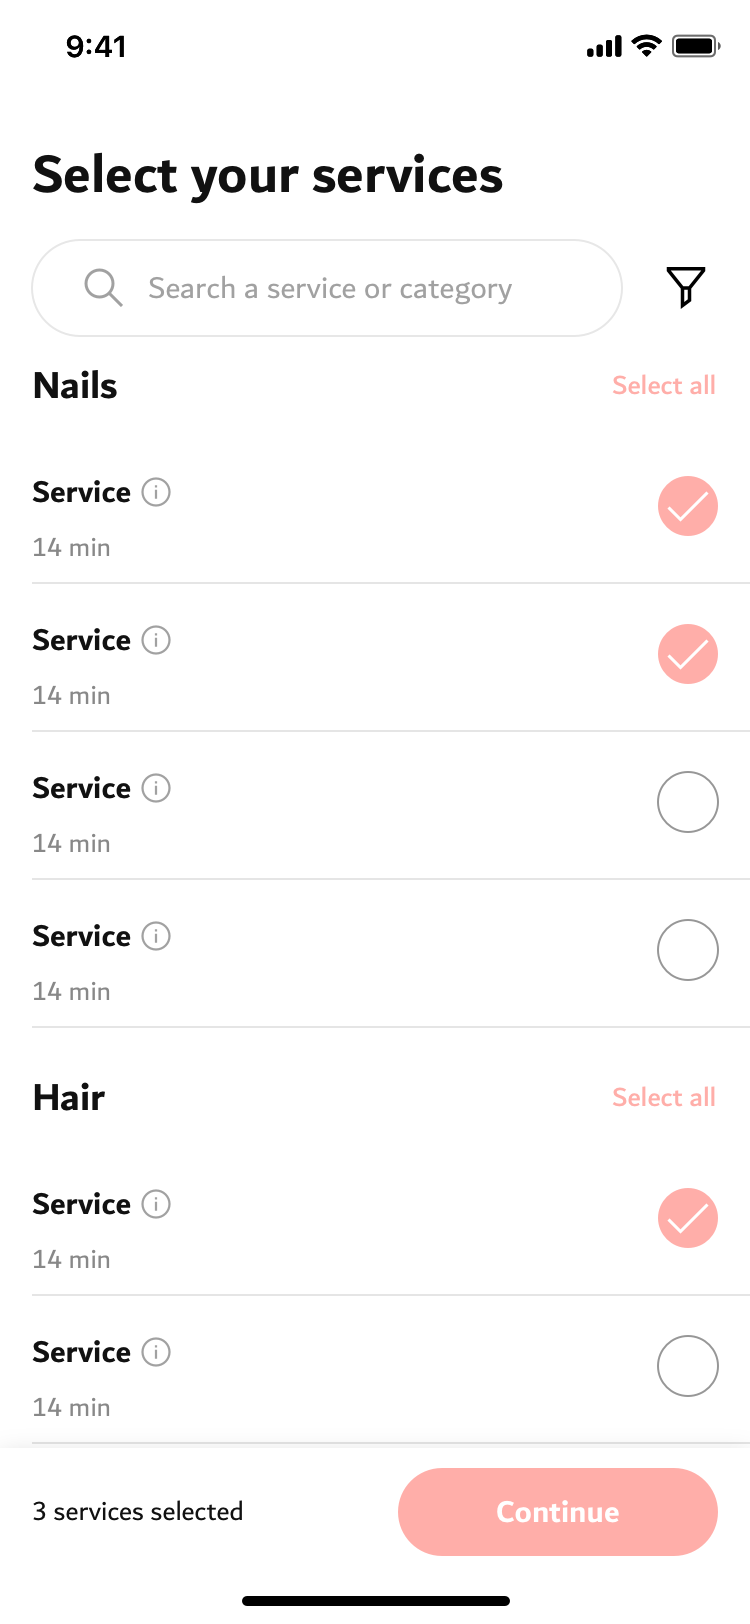 9:41
Select your services
Search a service or category
Nails
Select all
Service
14 min
Service
14 min
Service
14 min
Service
14 min
Hair
Select all
Service
14 min
Service
14 min
3 services selected
Continue